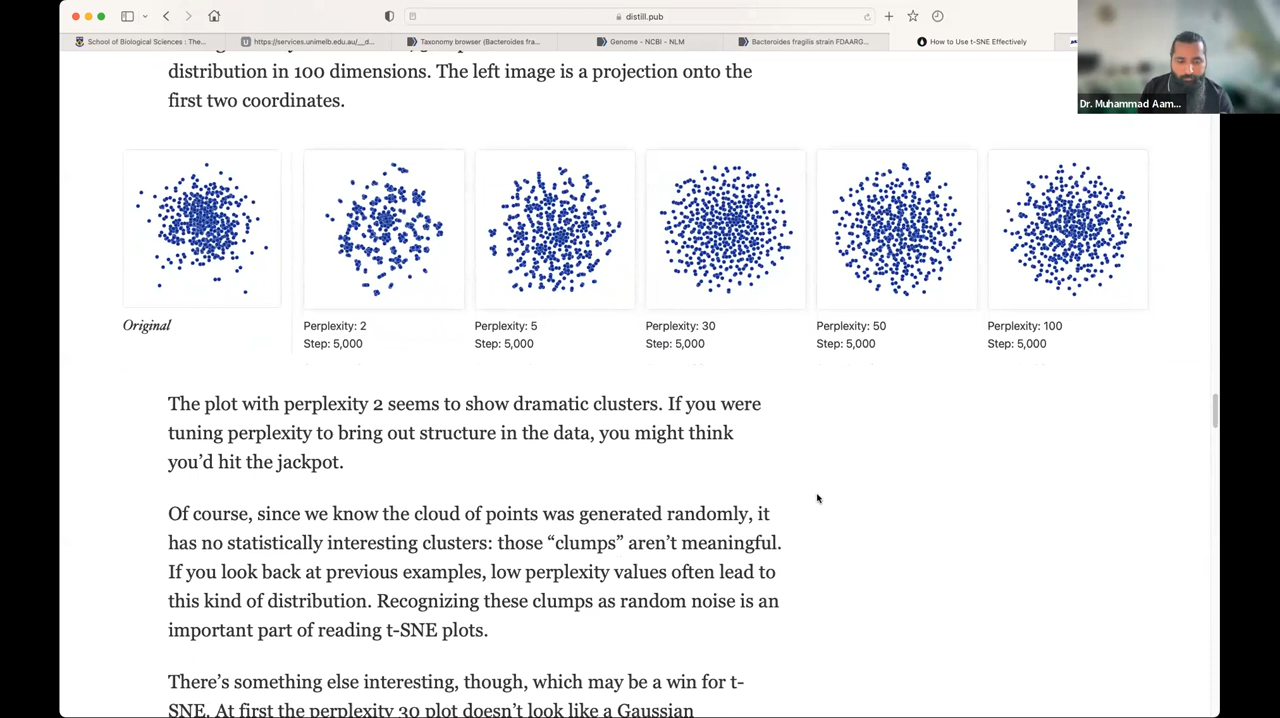 distill.pub
School of Biological Sciences : The...
https://services.unimelb.edu.au/__d...
Taxonomy browser (Bacteroides fra...
Genome - NCBI - NLM
Bacteroides fragilis strain FDAARG...
How to Use t-SNE Effectively
Dr. Muhammad Aam...
distribution in 100 dimensions. The left image is a projection onto the
first two coordinates.
Original
Perplexity: 2
Step: 5,000
Perplexity: 5
Step: 5,000
Perplexity: 30
Step: 5,000
Perplexity: 50
Step: 5,000
Perplexity: 100
Step: 5,000
The plot with perplexity 2 seems to show dramatic clusters. If you were
tuning perplexity to bring out structure in the data, you might think
you’d hit the jackpot.
Of course, since we know the cloud of points was generated randomly, it
has no statistically interesting clusters: those “clumps” aren’t meaningful.
If you look back at previous examples, low perplexity values often lead to
this kind of distribution. Recognizing these clumps as random noise is an
important part of reading t-SNE plots.
There’s something else interesting, though, which may be a win for t-
SNE. At first the perplexity 30 plot doesn’t look like a Gaussian